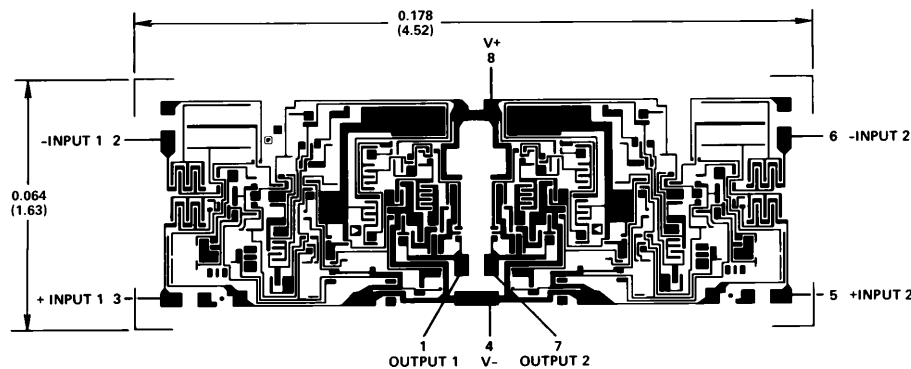 0.178
(4.52)
V+
8
–INPUT 1 2
6 –INPUT 2
0.064
(1.63)
+ INPUT 1 3
5 +INPUT 2
1
OUTPUT 1
4
V–
7
OUTPUT 2